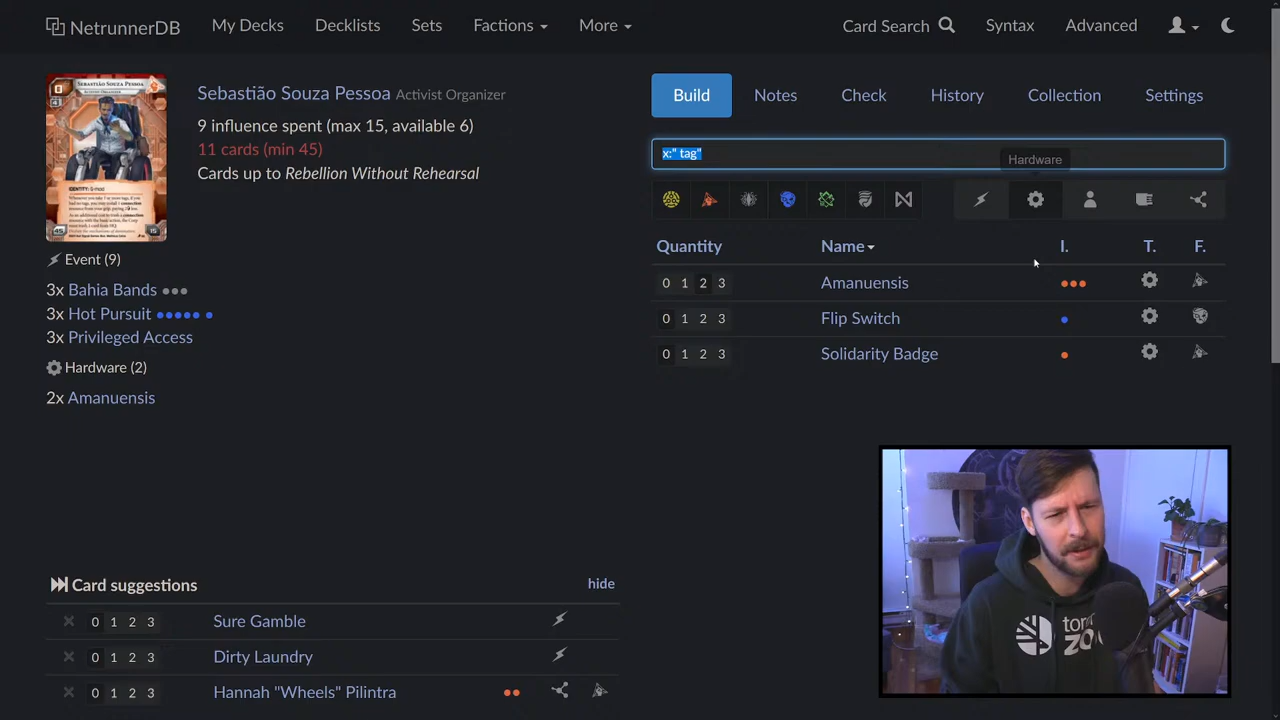 NetrunnerDB My Decks Decklists Sets Factions More Card Search Syntax Advanced
Sebastião Souza Pessoa Activist Organizer
9 influence spent (max 15, available 6)
11 cards (min 45)
Cards up to Rebellion Without Rehearsal
SEBASTIÃO SOUZA PESSOA
45 15
Event (9)
3x Bahia Bands
3x Hot Pursuit
3x Privileged Access
Hardware (2)
2x Amanuensis
Build Notes Check History Collection Settings
x:" tag"
Hardware
Quantity Name I. T. F.
0 1 2 3 Amanuensis
0 1 2 3 Flip Switch
0 1 2 3 Solidarity Badge
Card suggestions hide
0 1 2 3 Sure Gamble
0 1 2 3 Dirty Laundry
0 1 2 3 Hannah "Wheels" Pilintra